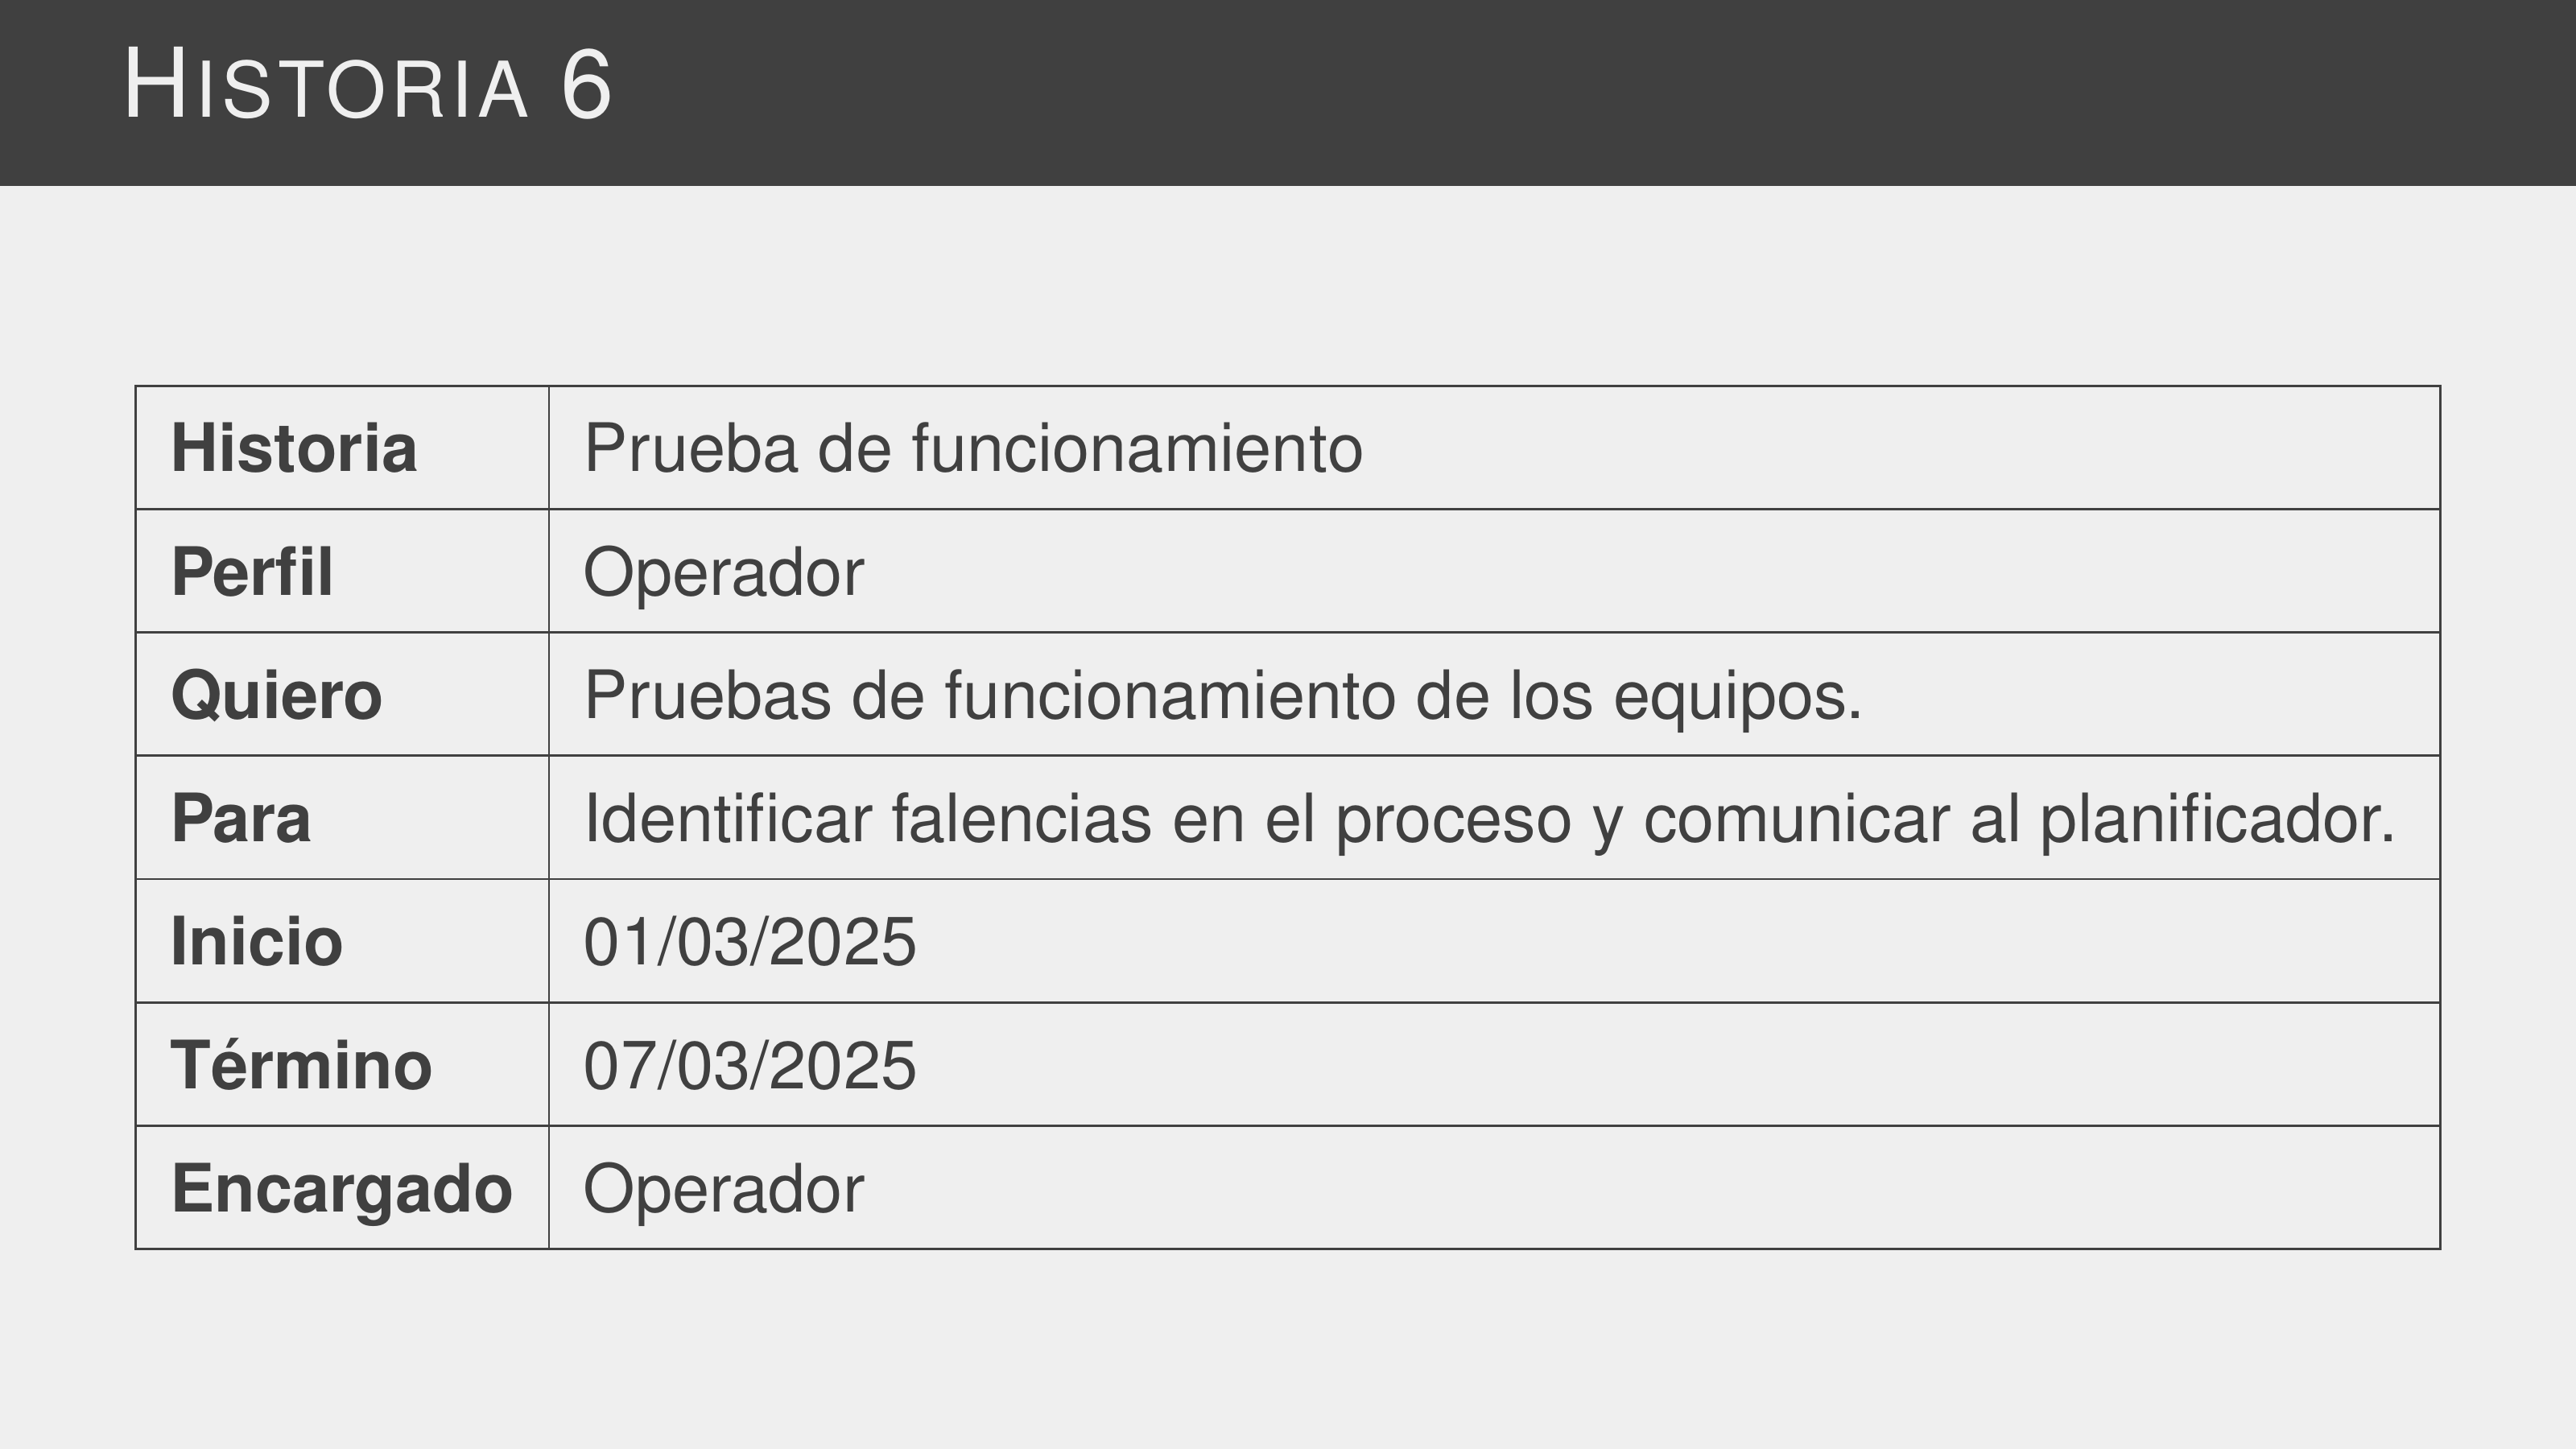 HISTORIA 6
Historia Prueba de funcionamiento
Perfil Operador
Quiero Pruebas de funcionamiento de los equipos.
Para Identificar falencias en el proceso y comunicar al planificador.
Inicio 01/03/2025
Término 07/03/2025
Encargado Operador